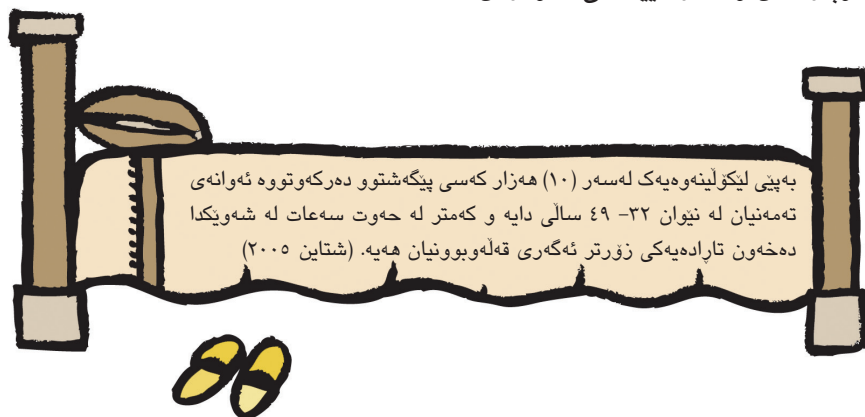 بەپێی لێکۆڵینەوەیەک لەسەر (١٠) هەزار کەسی پێگەشتوو دەرکەوتووە ئەوانەی
تەمەنیان لە نێوان ٣٢- ٤٩ ساڵی دایە و کەمتر لە حەوت سەعات لە شەوێکدا
دەخەون تاڕادەیەکی زۆرتر ئەگەری قەڵەوبوونیان هەیە. (شتاین ٢٠٠٥)